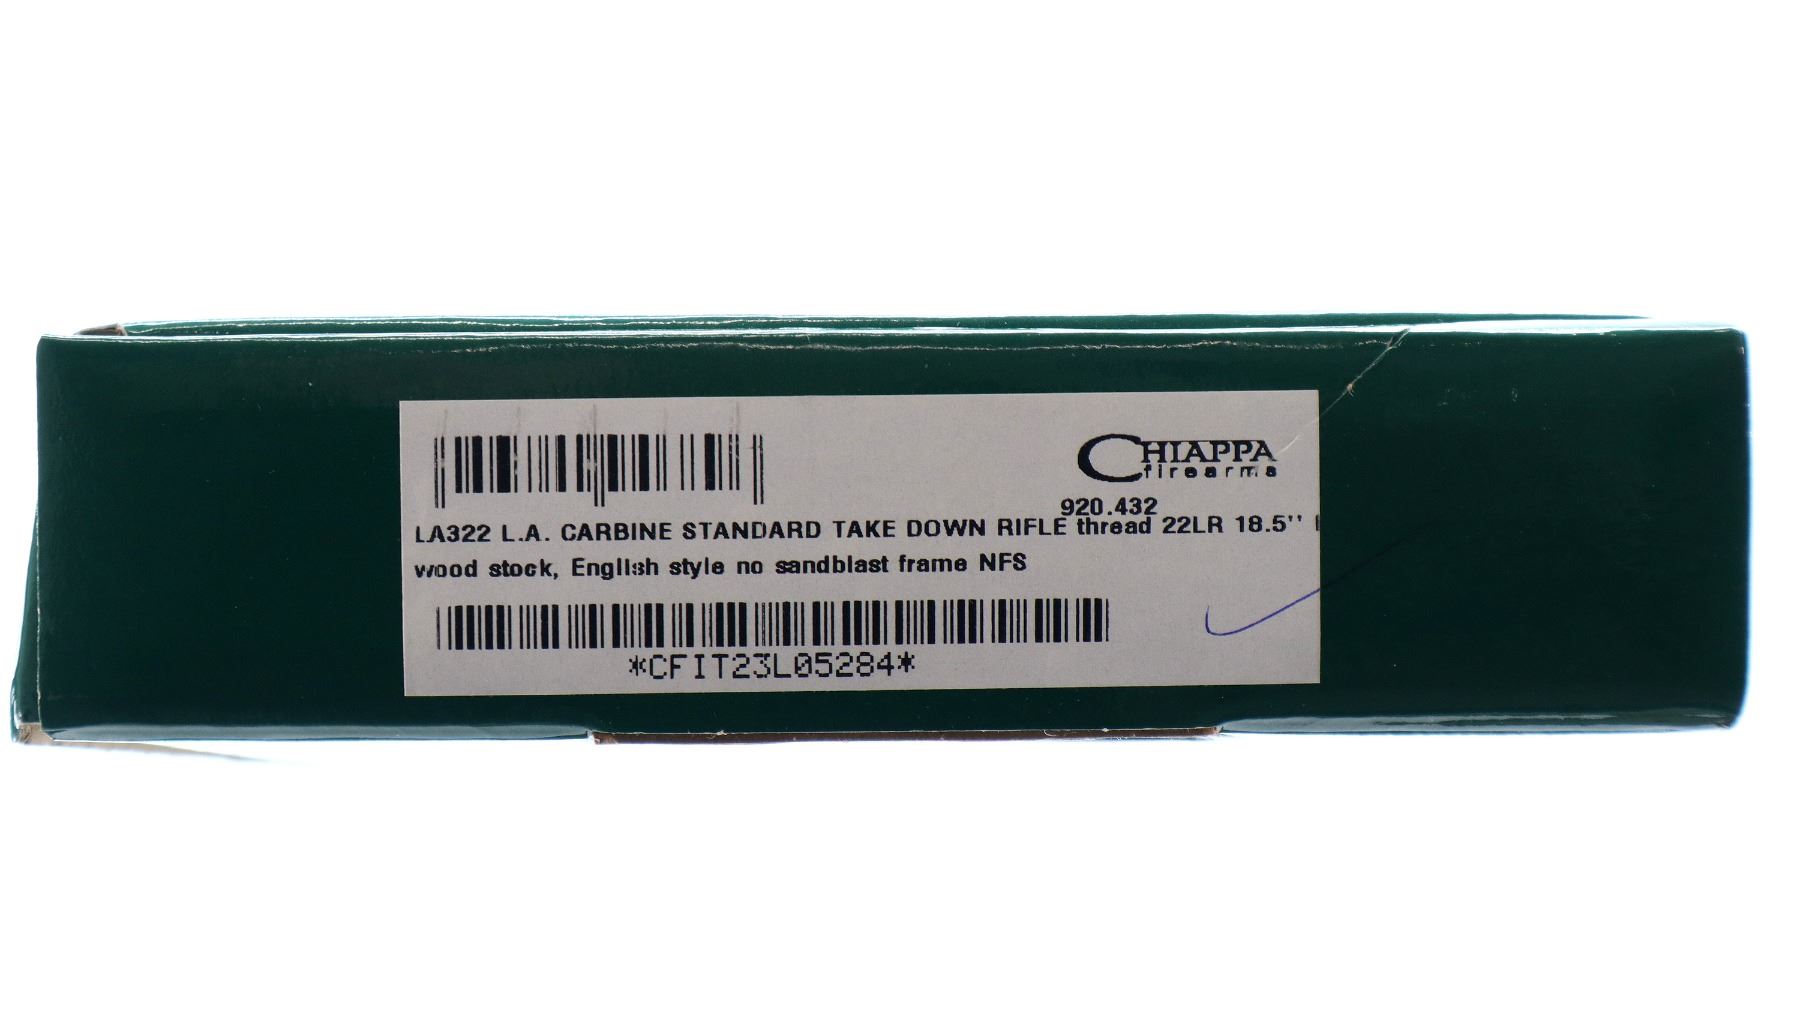 CHIAPPA
firearms
920.432
LA322 L.A. CARBINE STANDARD TAKE DOWN RIFLE thread 22LR 18.5''
wood stock, English style no sandblast frame NFS
*CFIT23L05284*